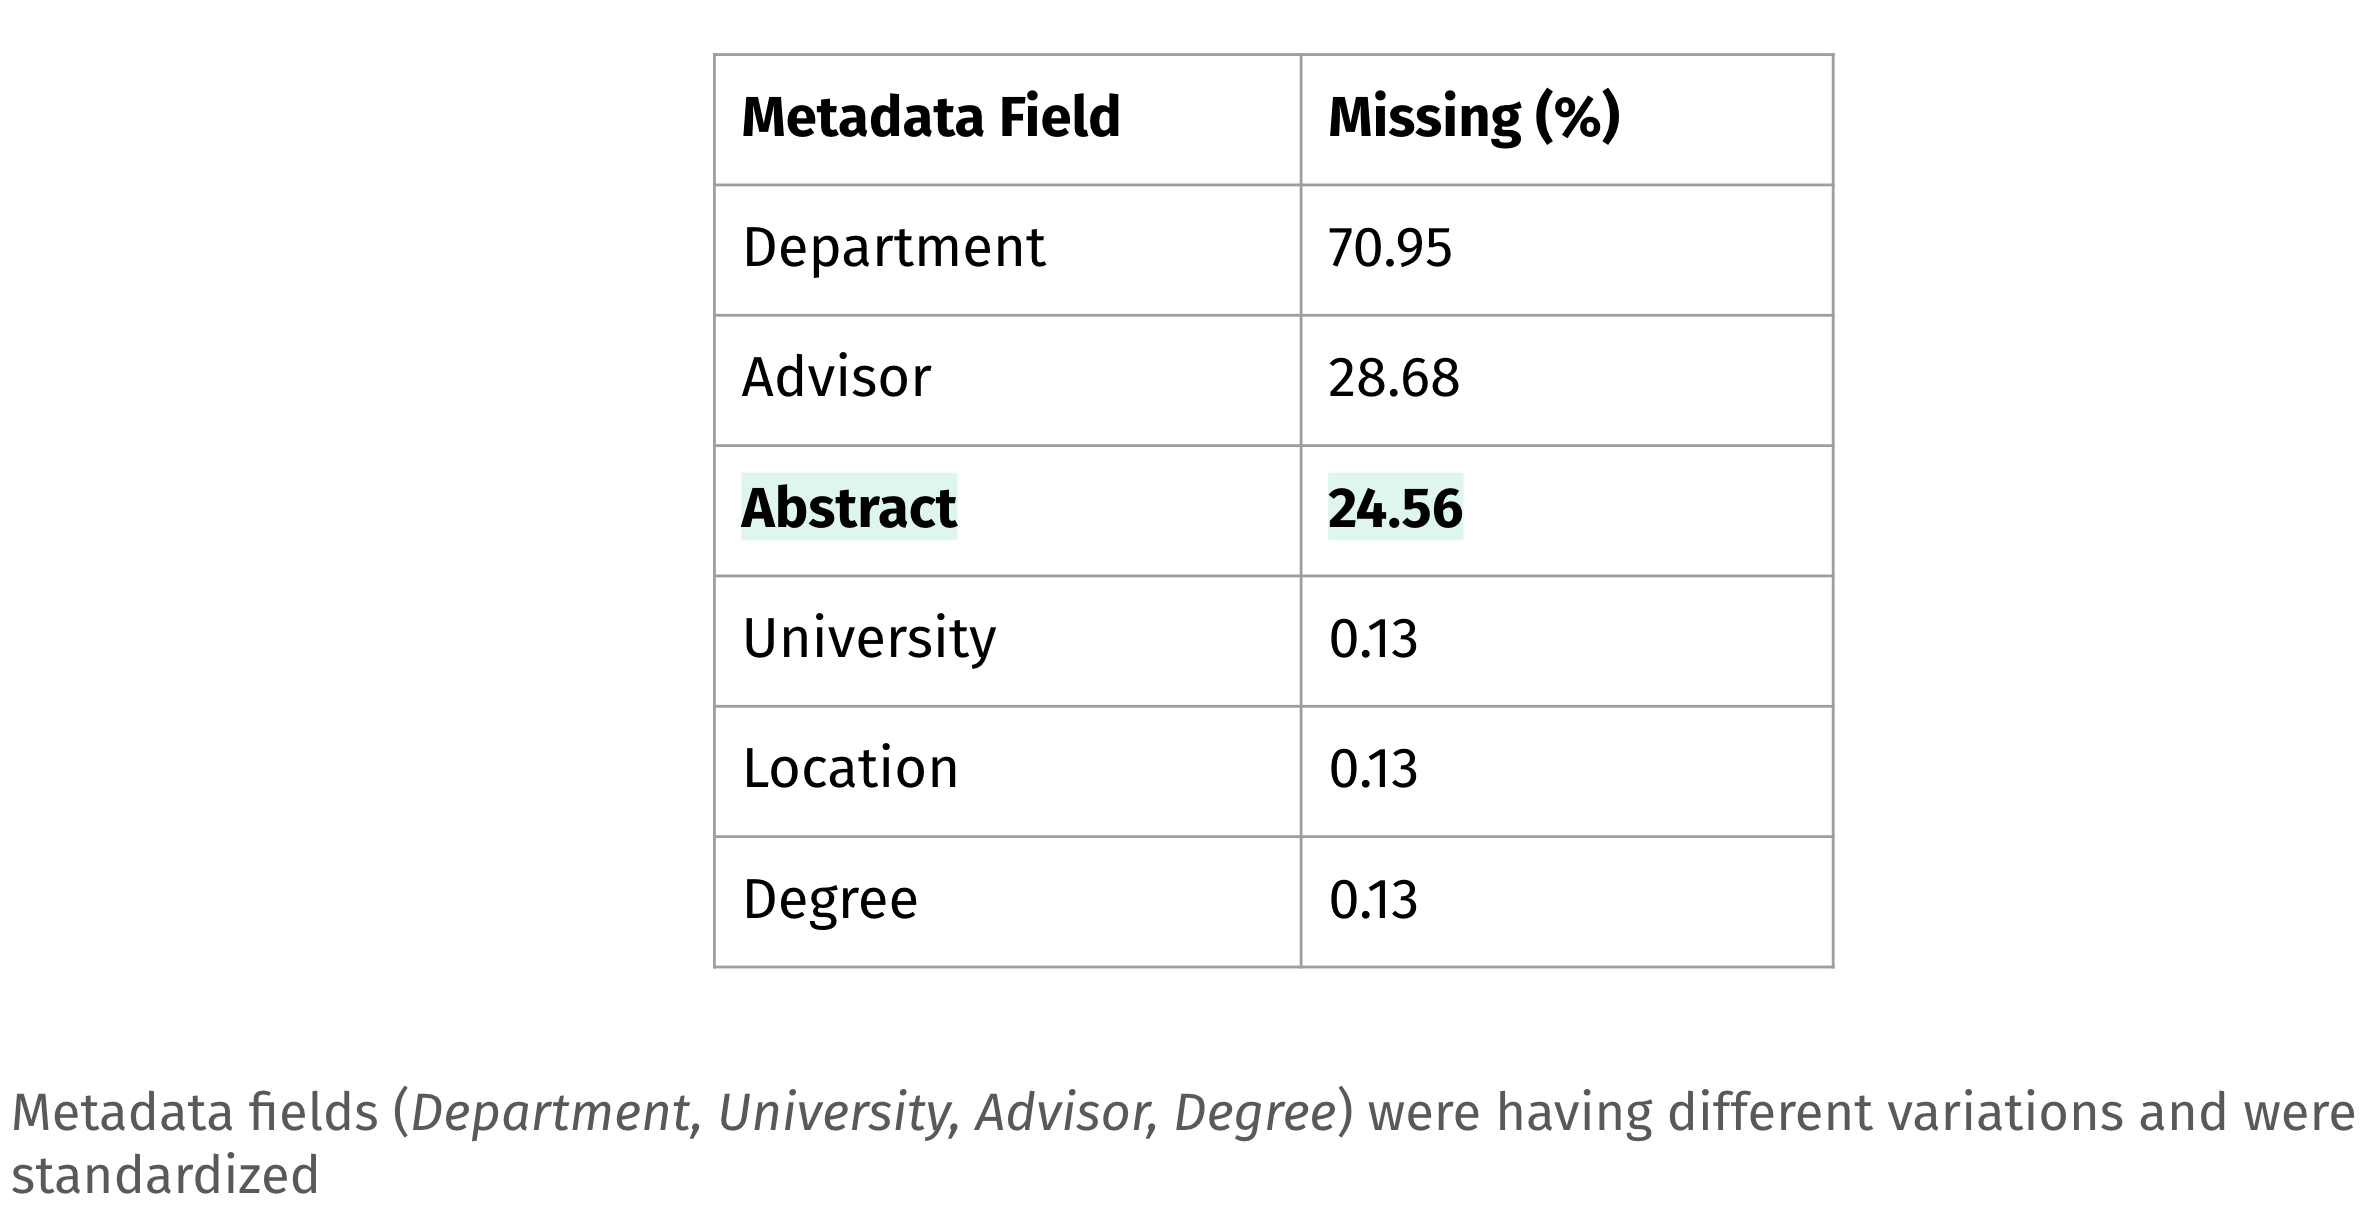 Metadata Field Missing (%)
Department 70.95
Advisor 28.68
Abstract 24.56
University 0.13
Location 0.13
Degree 0.13
Metadata fields (Department, University, Advisor, Degree) were having different variations and were
standardized